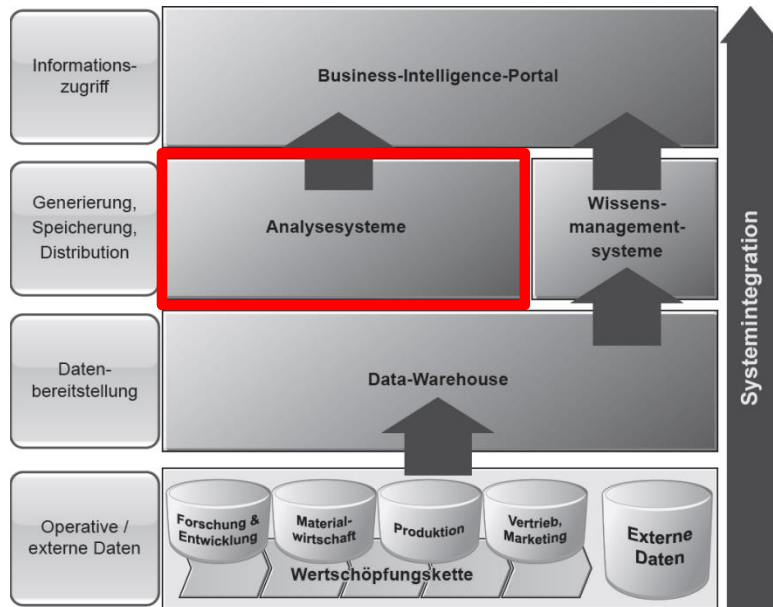 Informations-
zugriff
Business-Intelligence-Portal
Generierung,
Speicherung,
Distribution
Analysesysteme
Wissens-
management-
systeme
Daten-
bereitstellung
Data-Warehouse
Operative /
externe Daten
Forschung &
Entwicklung
Material-
wirtschaft
Produktion
Vertrieb,
Marketing
Externe
Daten
Wertschöpfungskette
Systemintegration